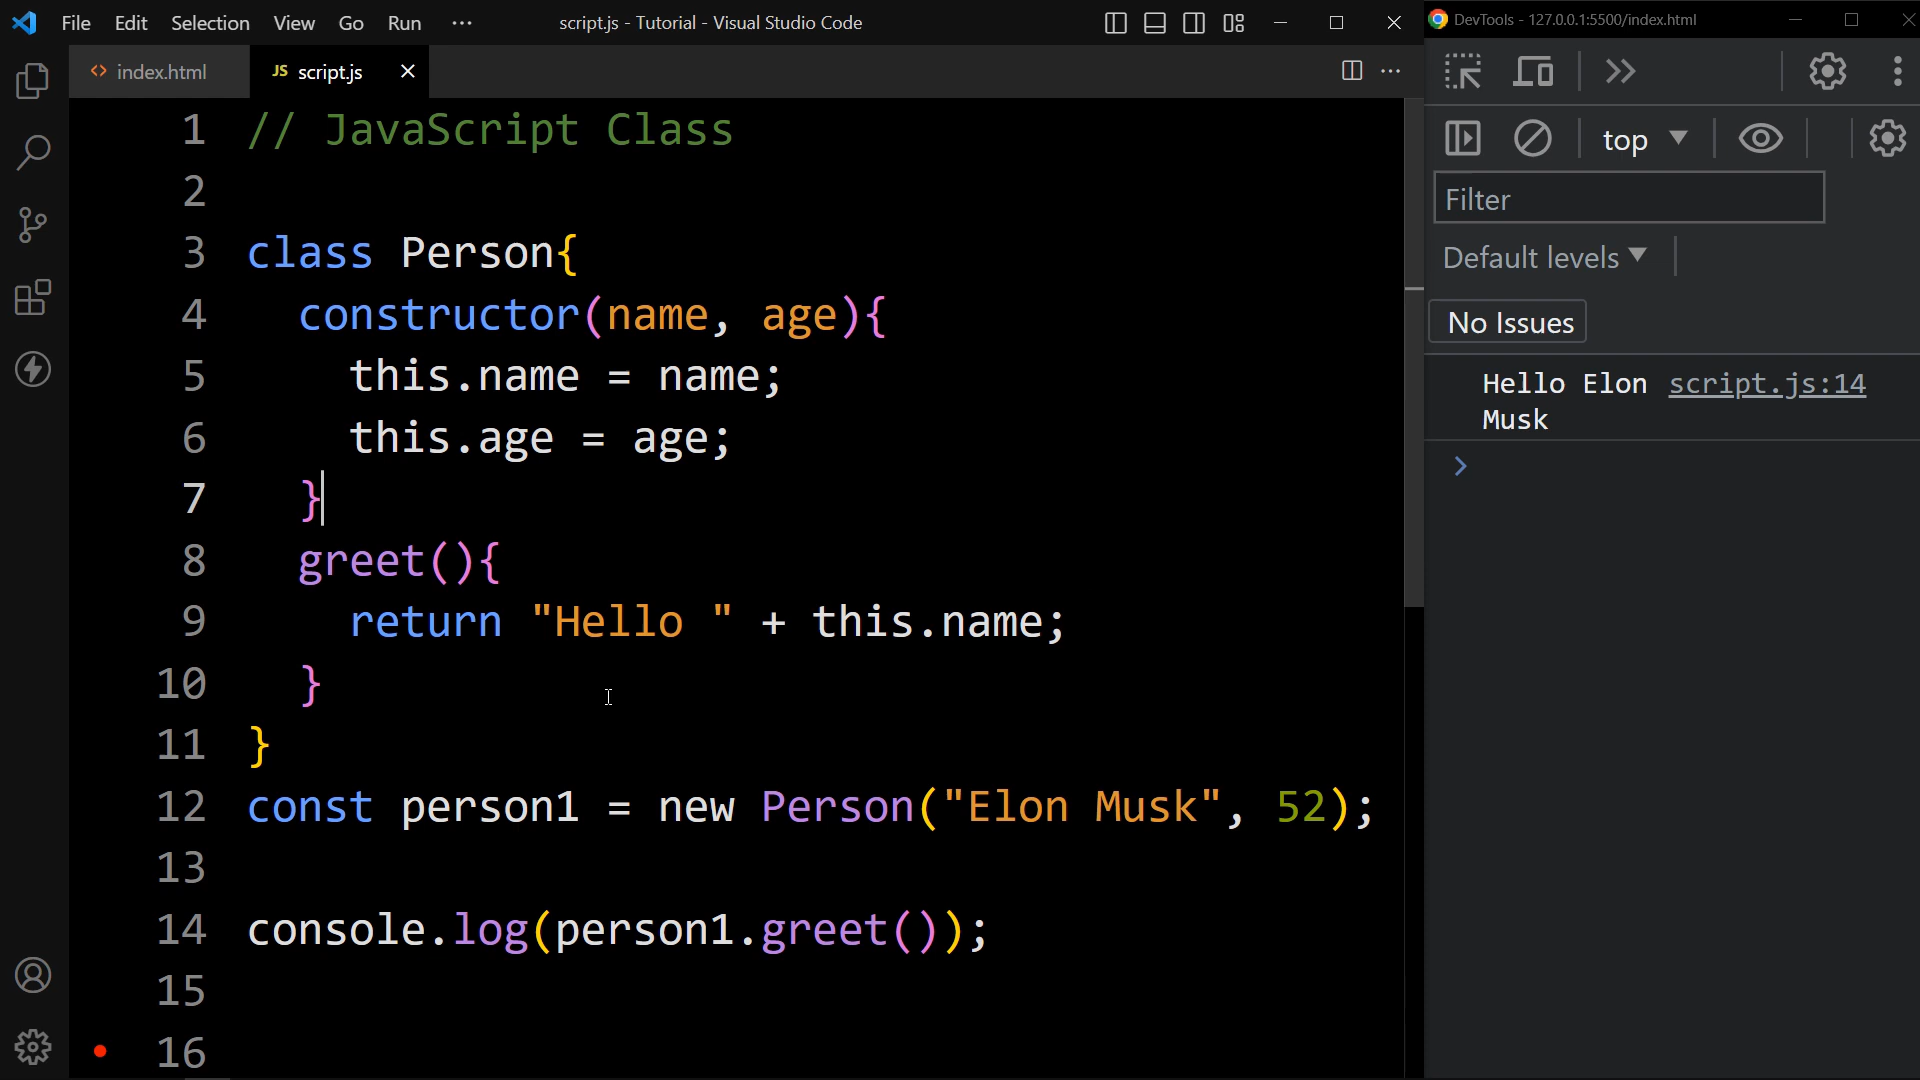 File Edit Selection View Go Run ··· script.js - Tutorial - Visual Studio Code
index.html JS script.js
1 // JavaScript Class
2
3 class Person{
4 constructor(name, age){
5 this.name = name;
6 this.age = age;
7 }
8 greet(){
9 return "Hello " + this.name;
10 }
11 }
12 const person1 = new Person("Elon Musk", 52);
13
14 console.log(person1.greet());
15
16
DevTools - 127.0.0.1:5500/index.html
top
Filter
Default levels
No Issues
Hello Elon script.js:14
Musk